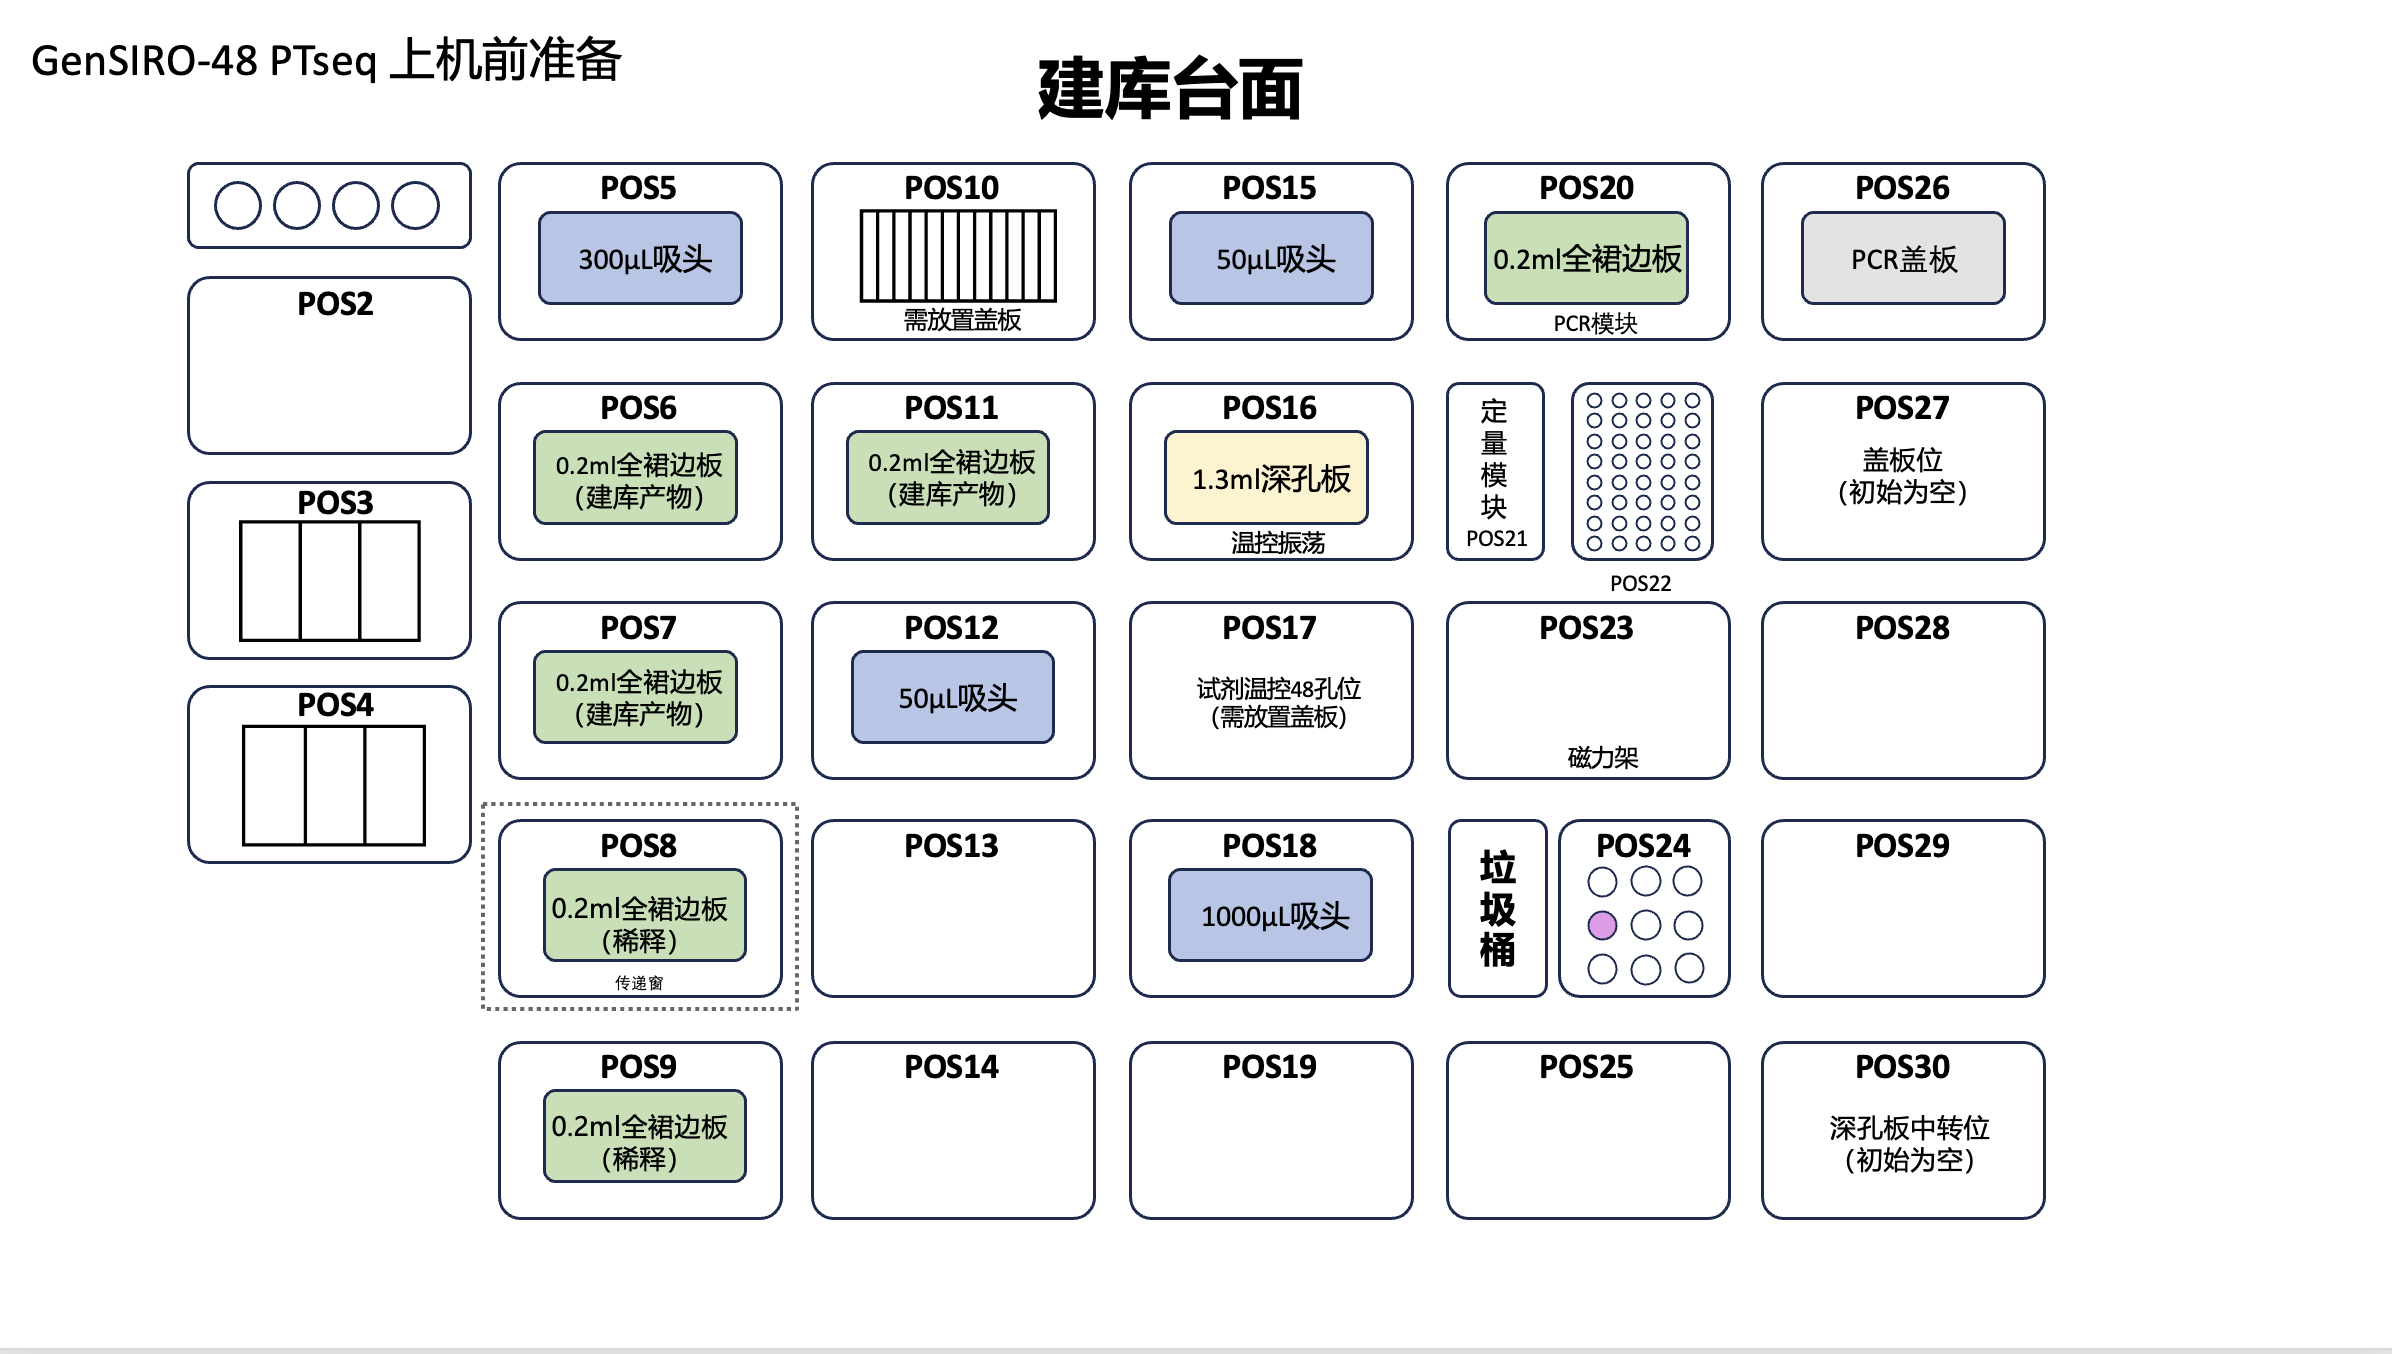 GenSIRO-48 PTseq 上机前准备
建库台面
POS2
POS3
POS4
POS5
300µL吸头
POS6
0.2ml全裙边板
（建库产物）
POS7
0.2ml全裙边板
（建库产物）
POS8
0.2ml全裙边板
（稀释）
传递窗
POS9
0.2ml全裙边板
（稀释）
POS10
需放置盖板
POS11
0.2ml全裙边板
（建库产物）
POS12
50µL吸头
POS13
POS14
POS15
50µL吸头
POS16
1.3ml深孔板
温控振荡
POS17
试剂温控48孔位
（需放置盖板）
POS18
1000µL吸头
POS19
POS20
0.2ml全裙边板
PCR模块
定
量
模
块
POS21
POS22
POS23
磁力架
垃
圾
桶
POS24
POS25
POS26
PCR盖板
POS27
盖板位
（初始为空）
POS28
POS29
POS30
深孔板中转位
（初始为空）